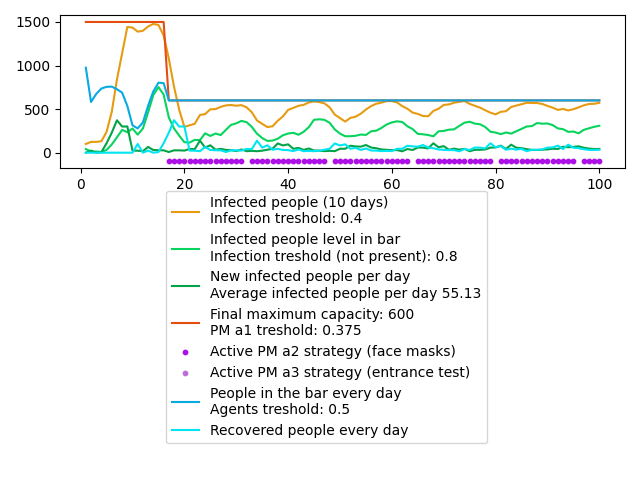 1500
1000
500
0
0
20
40
60
80
100
Infected people (10 days)
Infection treshold: 0.4
Infected people level in bar
Infection treshold (not present): 0.8
New infected people per day
Average infected people per day 55.13
Final maximum capacity: 600
PM a1 treshold: 0.375
Active PM a2 strategy (face masks)
Active PM a3 strategy (entrance test)
People in the bar every day
Agents treshold: 0.5
Recovered people every day